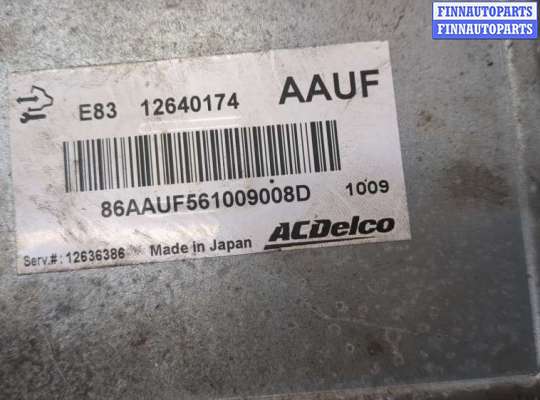 FINNAUTOPARTS
FINNAUTOPARTS
E83 12640174 AAUF
86AAUF561009008D 1009
Serv.#: 12636386 Made in Japan ACDelco